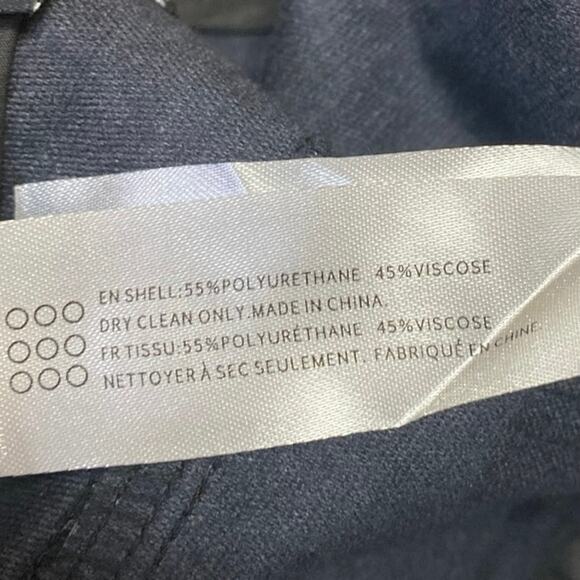 EN SHELL:55%POLYURETHANE 45%VISCOSE
DRY CLEAN ONLY.MADE IN CHINA.
FR TISSU:55%POLYURÉTHANE 45%VISCOSE
NETTOYER À SEC SEULEMENT. FABRIQUÉ EN CHINE.